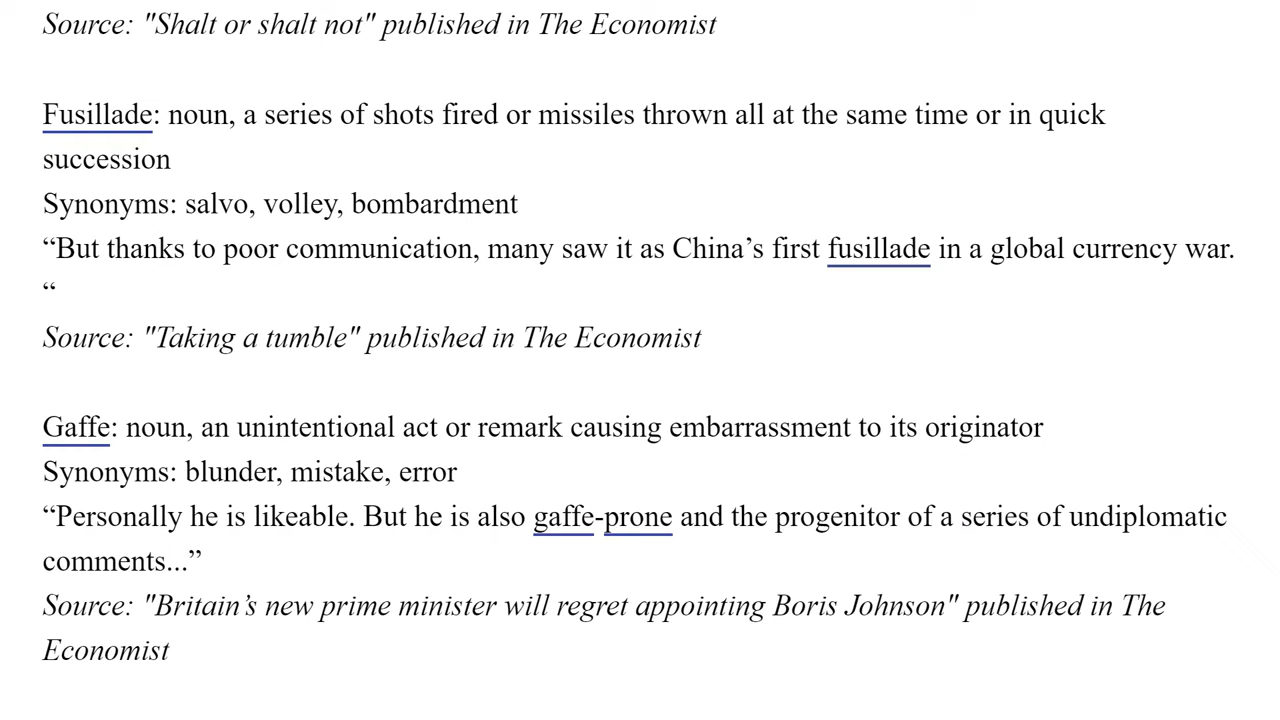 Source: "Shalt or shalt not" published in The Economist
Fusillade: noun, a series of shots fired or missiles thrown all at the same time or in quick
succession
Synonyms: salvo, volley, bombardment
“But thanks to poor communication, many saw it as China’s first fusillade in a global currency war.
“
Source: "Taking a tumble" published in The Economist
Gaffe: noun, an unintentional act or remark causing embarrassment to its originator
Synonyms: blunder, mistake, error
“Personally he is likeable. But he is also gaffe-prone and the progenitor of a series of undiplomatic
comments...”
Source: "Britain’s new prime minister will regret appointing Boris Johnson" published in The
Economist